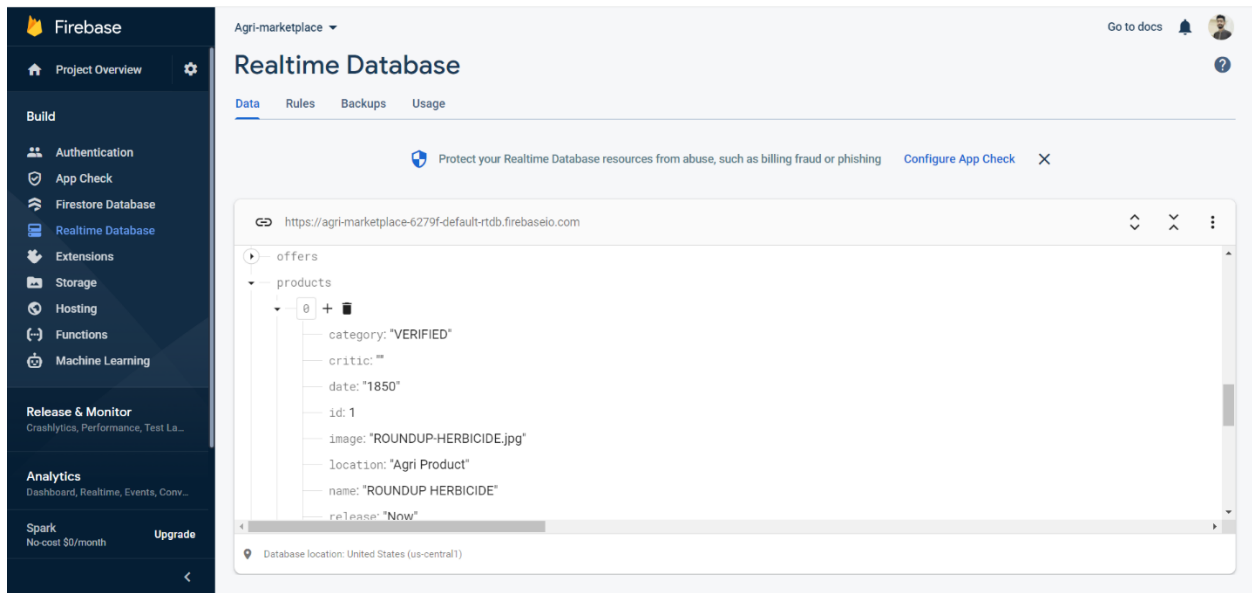 Firebase
Project Overview
Build
Authentication
App Check
Firestore Database
Realtime Database
Extensions
Storage
Hosting
Functions
Machine Learning
Release & Monitor
Crashlytics, Performance, Test La...
Analytics
Dashboard, Realtime, Events, Conv...
Spark
No-cost $0/month
Upgrade
Agri-marketplace
Go to docs
Realtime Database
Data Rules Backups Usage
Protect your Realtime Database resources from abuse, such as billing fraud or phishing Configure App Check
https://agri-marketplace-6279f-default-rtdb.firebaseio.com
offers
products
0
category: "VERIFIED"
critic: ""
date: "1850"
id: 1
image: "ROUNDUP-HERBICIDE.jpg"
location: "Agri Product"
name: "ROUNDUP HERBICIDE"
release: "Now"
Database location: United States (us-central1)